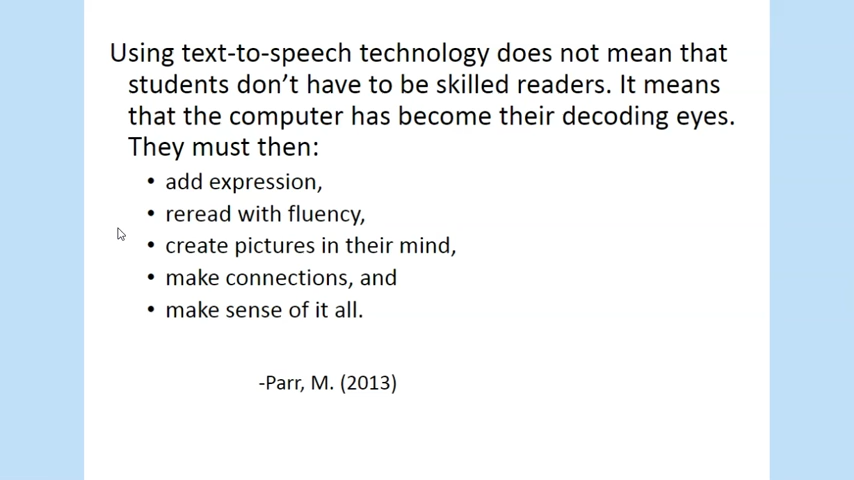 Using text-to-speech technology does not mean that
students don’t have to be skilled readers. It means
that the computer has become their decoding eyes.
They must then:
• add expression,
• reread with fluency,
• create pictures in their mind,
• make connections, and
• make sense of it all.
-Parr, M. (2013)